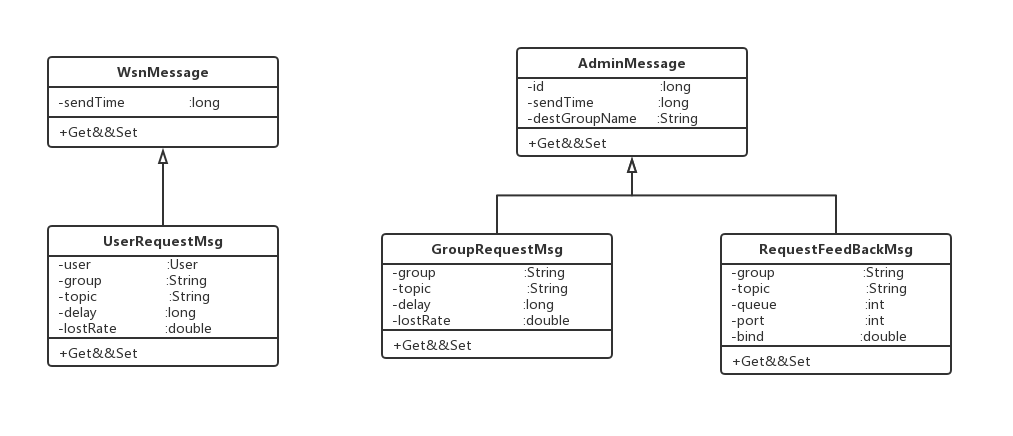 WsnMessage
-sendTime :long
+Get&&Set
AdminMessage
-id :long
-sendTime :long
-destGroupName :String
+Get&&Set
UserRequestMsg
-user :User
-group :String
-topic :String
-delay :long
-lostRate :double
+Get&&Set
GroupRequestMsg
-group :String
-topic :String
-delay :long
-lostRate :double
+Get&&Set
RequestFeedBackMsg
-group :String
-topic :String
-queue :int
-port :int
-bind :double
+Get&&Set